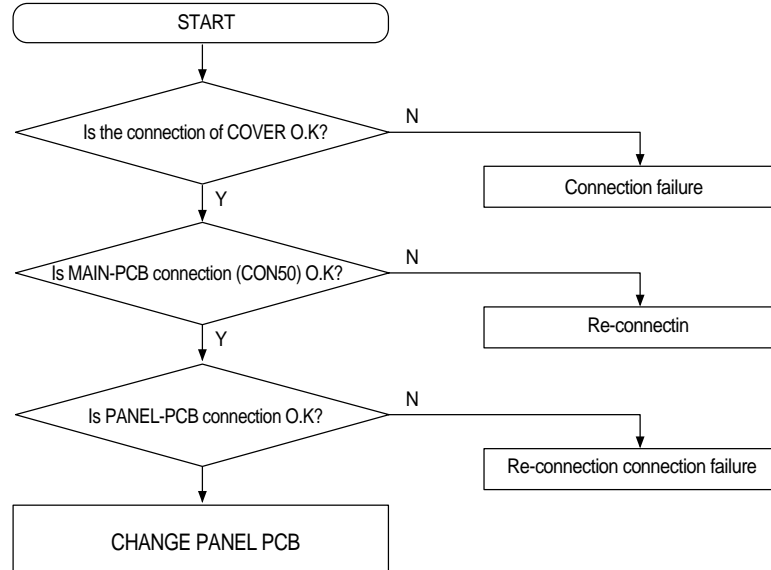 START
Is the connection of COVER O.K?
N
Connection failure
Y
Is MAIN-PCB connection (CON50) O.K?
N
Re-connectin
Y
Is PANEL-PCB connection O.K?
N
Re-connection connection failure
CHANGE PANEL PCB